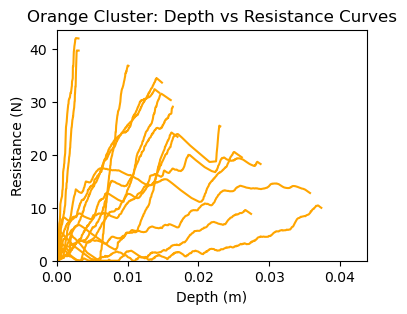 Orange Cluster: Depth vs Resistance Curves
40
30
20
10
0
Resistance (N)
0.00 0.01 0.02 0.03 0.04
Depth (m)